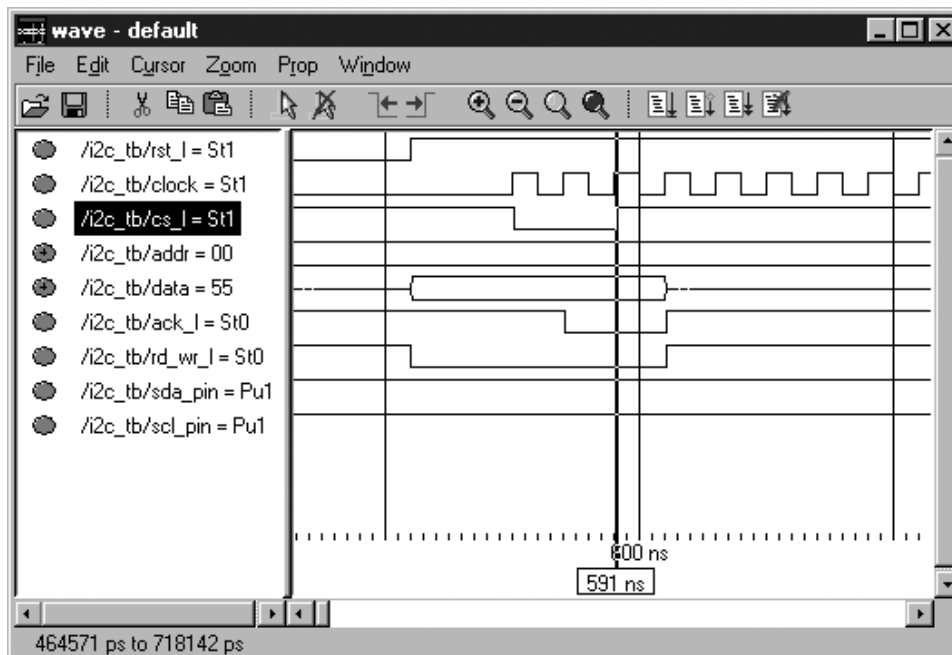 wave - default
File Edit Cursor Zoom Prop Window
/i2c_tb/rst_l = St1
/i2c_tb/clock = St1
/i2c_tb/cs_l = St1
/i2c_tb/addr = 00
/i2c_tb/data = 55
/i2c_tb/ack_l = St0
/i2c_tb/rd_wr_l = St0
/i2c_tb/sda_pin = Pu1
/i2c_tb/scl_pin = Pu1
600 ns
591 ns
464571 ps to 718142 ps